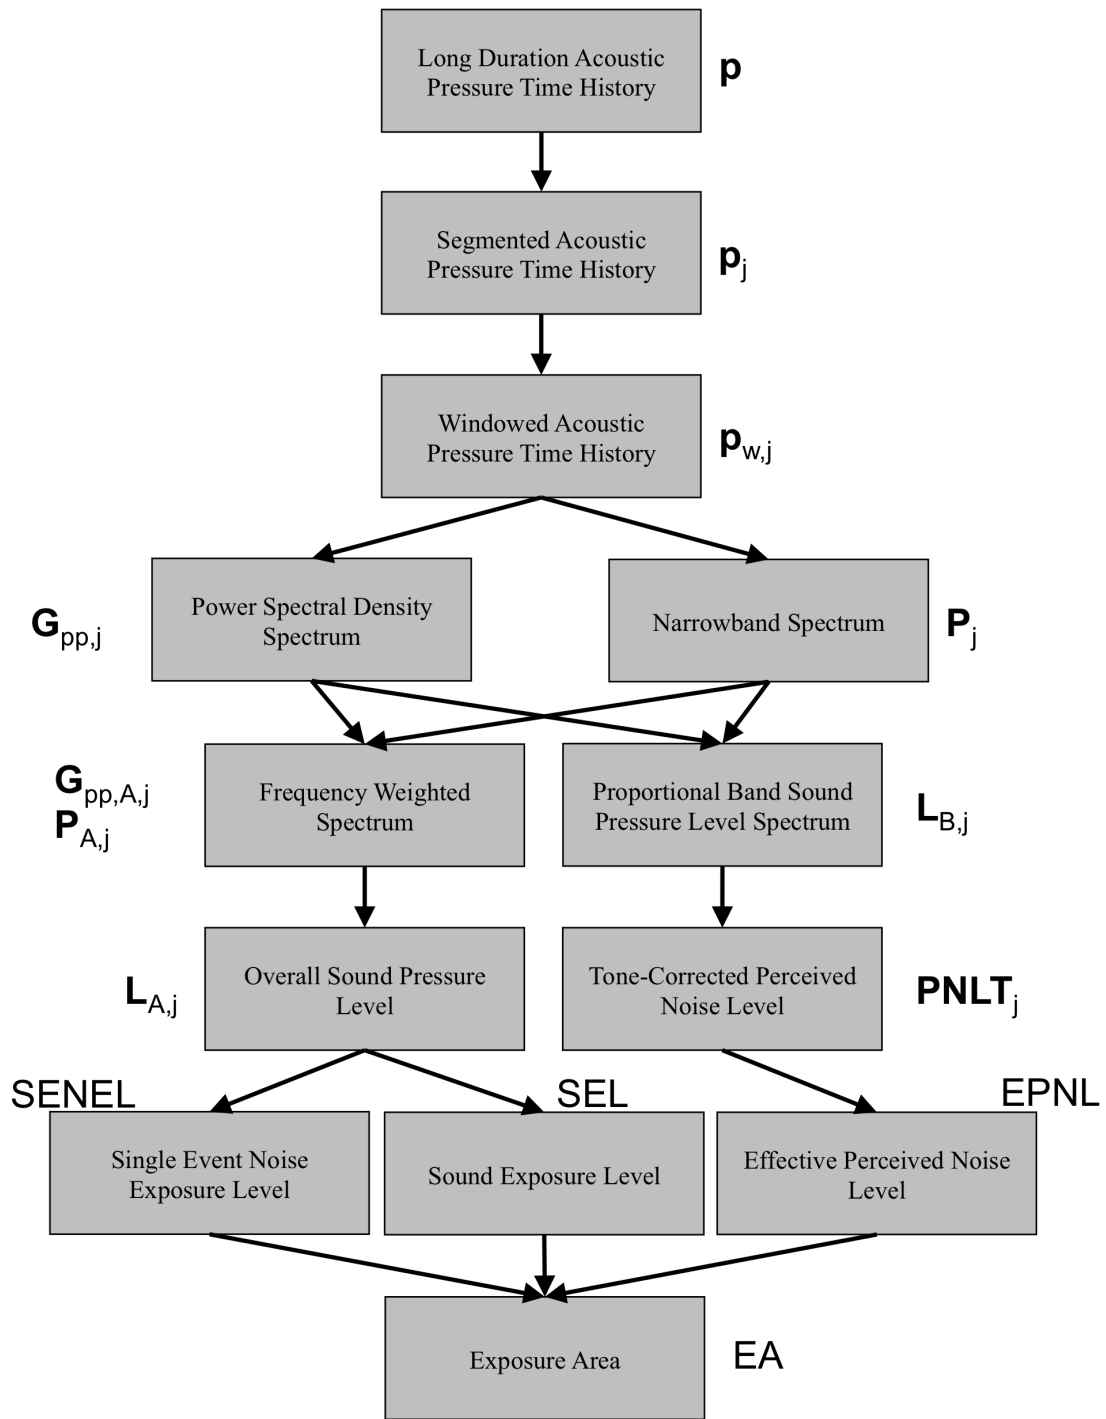 Long Duration Acoustic
Pressure Time History
p
Segmented Acoustic
Pressure Time History
pj
Windowed Acoustic
Pressure Time History
pw,j
Gpp,j
Power Spectral Density
Spectrum
Narrowband Spectrum
Pj
Gpp,A,j
PA,j
Frequency Weighted
Spectrum
Proportional Band Sound
Pressure Level Spectrum
LB,j
LA,j
Overall Sound Pressure
Level
Tone-Corrected Perceived
Noise Level
PNLTj
SENEL
SEL
EPNL
Single Event Noise
Exposure Level
Sound Exposure Level
Effective Perceived Noise
Level
Exposure Area
EA